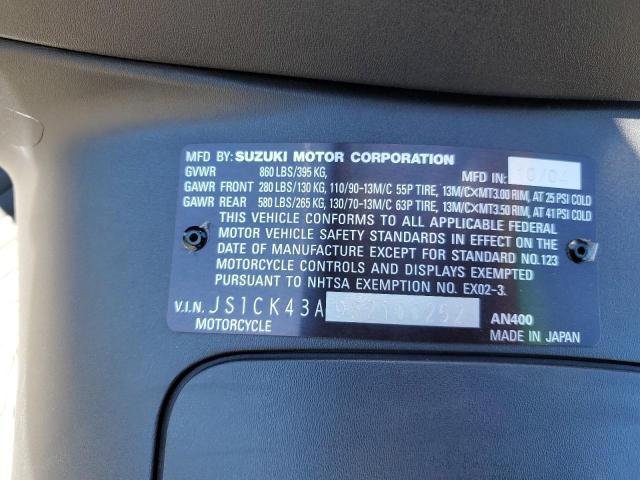 MFD BY: SUZUKI MOTOR CORPORATION
GVWR 860 LBS/395 KG, MFD IN: 10/04
GAWR FRONT 280 LBS/130 KG, 110/90-13M/C 55P TIRE, 13M/C×MT3.00 RIM, AT 25 PSI COLD
GAWR REAR 580 LBS/265 KG, 130/70-13M/C 63P TIRE, 13M/C×MT3.50 RIM, AT 41 PSI COLD
THIS VEHICLE CONFORMS TO ALL APPLICABLE FEDERAL
MOTOR VEHICLE SAFETY STANDARDS IN EFFECT ON THE
DATE OF MANUFACTURE EXCEPT FOR STANDARD NO.123
MOTORCYCLE CONTROLS AND DISPLAYS EXEMPTED
PURSUANT TO NHTSA EXEMPTION NO. EX02-3.
V.I.N. AN400
MOTORCYCLE MADE IN JAPAN